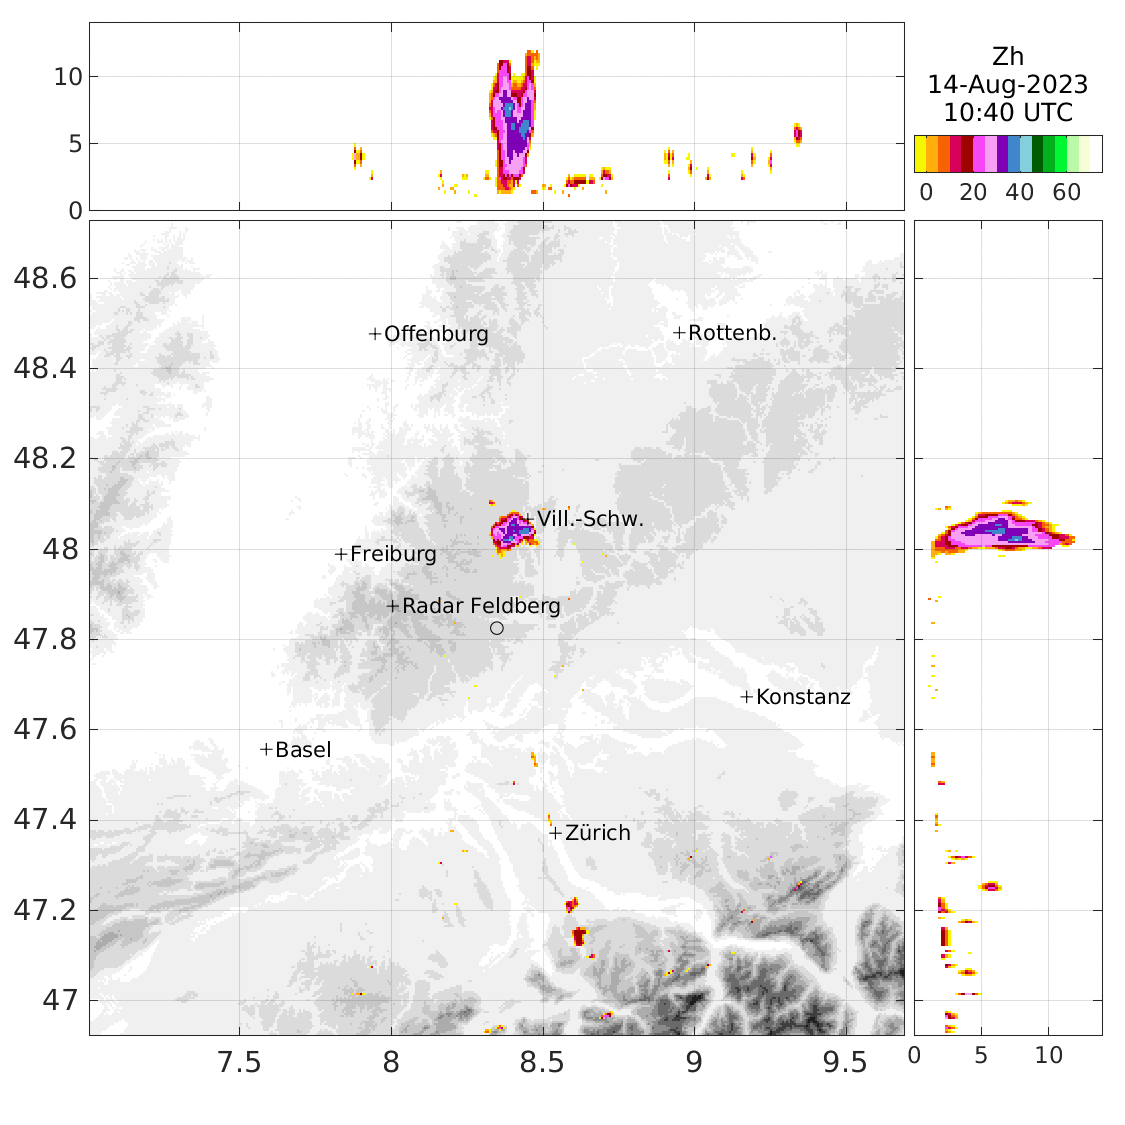 10
5
0
Zh
14-Aug-2023
10:40 UTC
0 20 40 60
48.6
Offenburg Rottenb.
48.4
48.2
Vill.-Schw.
48
Freiburg
Radar Feldberg
47.8
Konstanz
47.6
Basel
47.4
Zürich
47.2
47
7.5 8 8.5 9 9.5
0 5 10